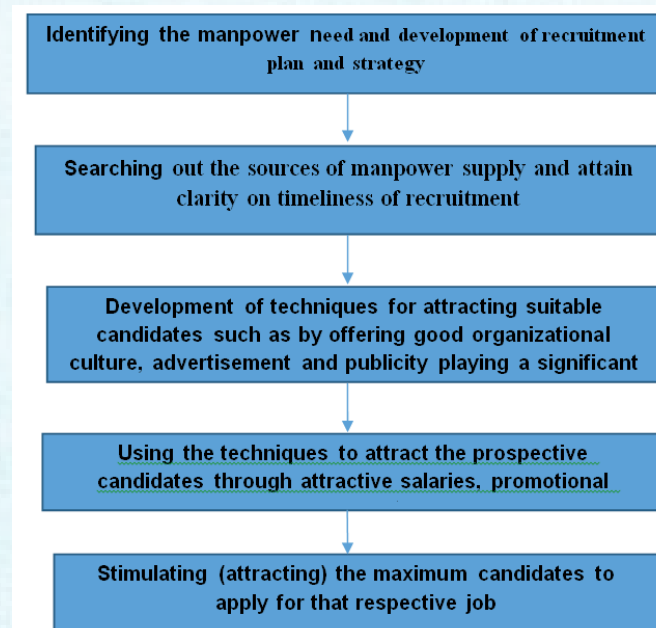 Identifying the manpower need and development of recruitment
plan and strategy
Searching out the sources of manpower supply and attain
clarity on timeliness of recruitment
Development of techniques for attracting suitable
candidates such as by offering good organizational
culture, advertisement and publicity playing a significant
Using the techniques to attract the prospective
candidates through attractive salaries, promotional
Stimulating (attracting) the maximum candidates to
apply for that respective job